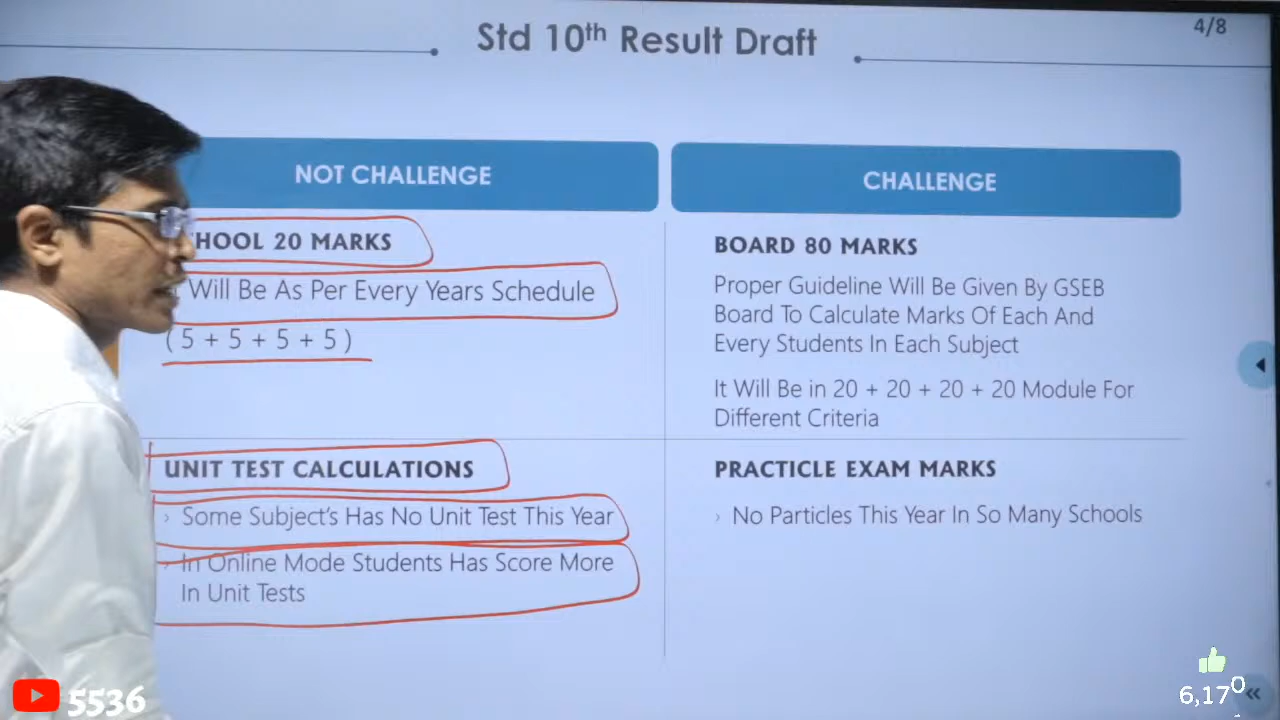 Std 10th Result Draft
4/8
NOT CHALLENGE
CHALLENGE
HOOL 20 MARKS
Will Be As Per Every Years Schedule
( 5 + 5 + 5 + 5 )
BOARD 80 MARKS
Proper Guideline Will Be Given By GSEB
Board To Calculate Marks Of Each And
Every Students In Each Subject
It Will Be in 20 + 20 + 20 + 20 Module For
Different Criteria
UNIT TEST CALCULATIONS
› Some Subject's Has No Unit Test This Year
› In Online Mode Students Has Score More
In Unit Tests
PRACTICLE EXAM MARKS
› No Particles This Year In So Many Schools
5536
6,170